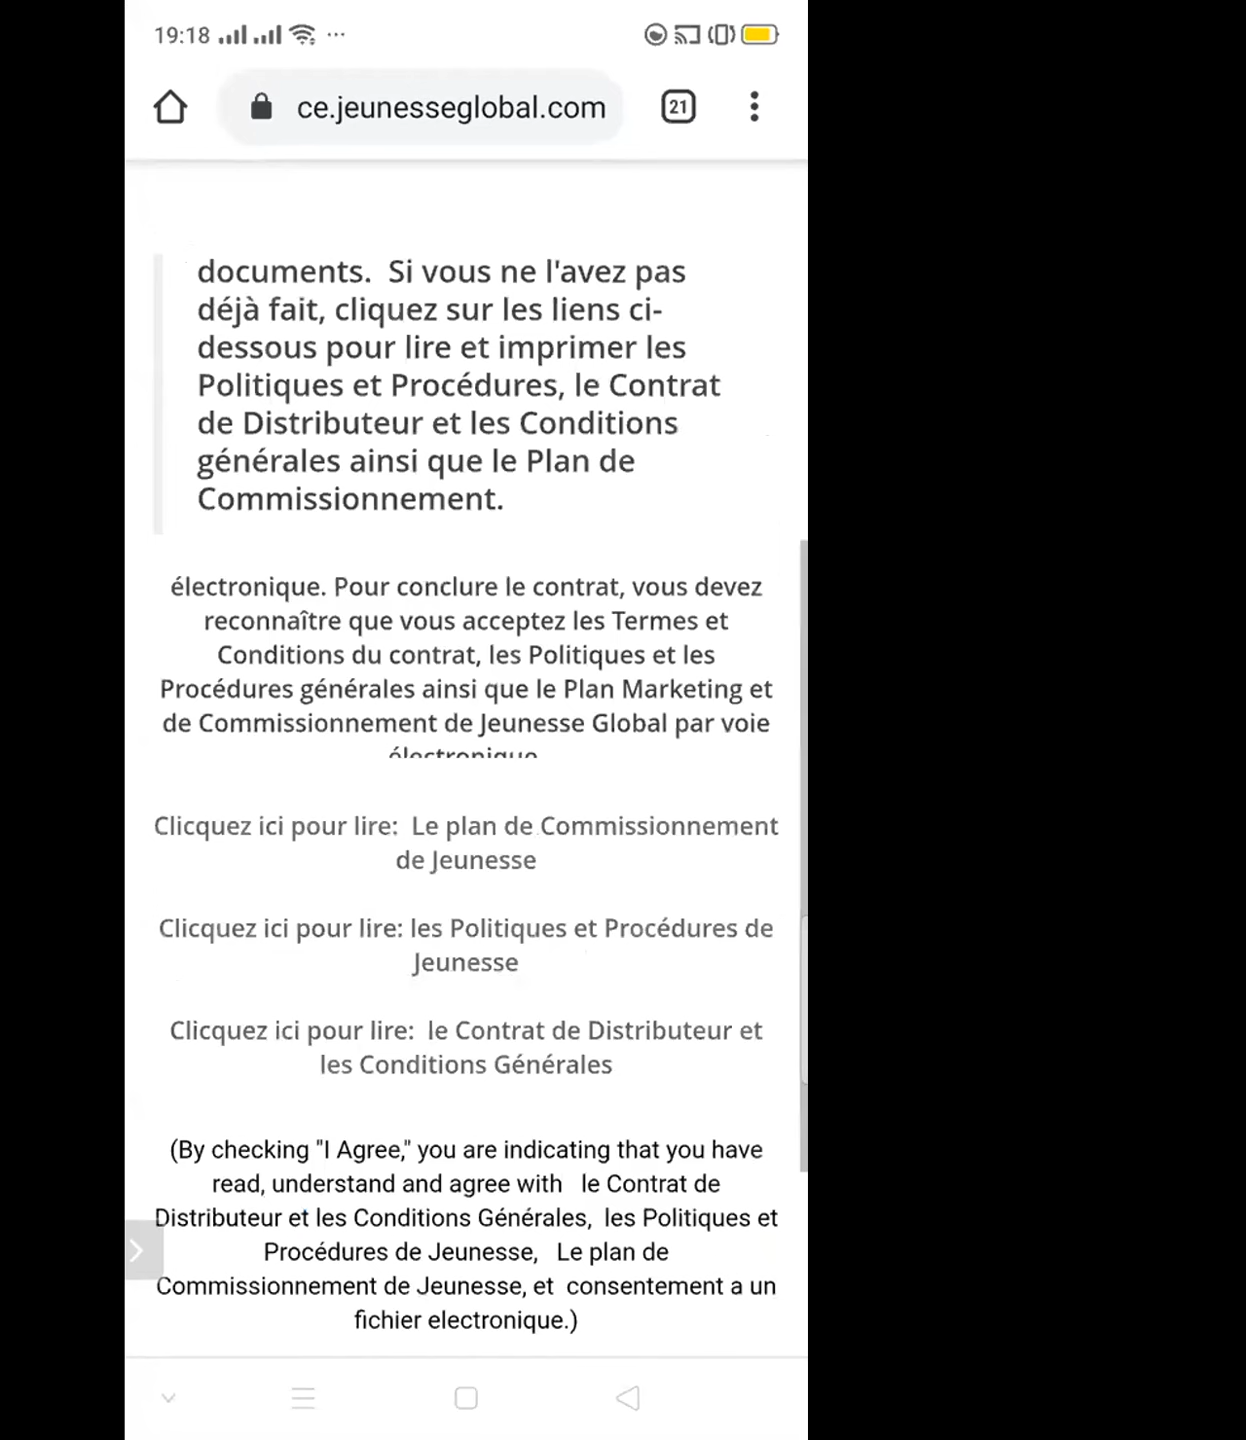 19:18
ce.jeunesseglobal.com
21
documents.  Si vous ne l'avez pas
déjà fait, cliquez sur les liens ci-
dessous pour lire et imprimer les
Politiques et Procédures, le Contrat
de Distributeur et les Conditions
générales ainsi que le Plan de
Commissionnement.
électronique. Pour conclure le contrat, vous devez
reconnaître que vous acceptez les Termes et
Conditions du contrat, les Politiques et les
Procédures générales ainsi que le Plan Marketing et
de Commissionnement de Jeunesse Global par voie
électronique
Clicquez ici pour lire:  Le plan de Commissionnement
de Jeunesse
Clicquez ici pour lire: les Politiques et Procédures de
Jeunesse
Clicquez ici pour lire:  le Contrat de Distributeur et
les Conditions Générales
(By checking "I Agree," you are indicating that you have
read, understand and agree with   le Contrat de
Distributeur et les Conditions Générales,  les Politiques et
Procédures de Jeunesse,   Le plan de
Commissionnement de Jeunesse, et  consentement a un
fichier electronique.)